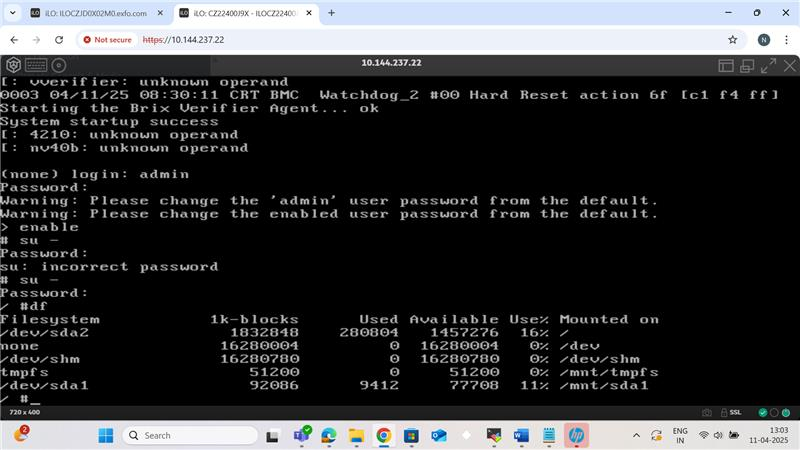 iLO: ILOCZJD0X02M0.exfo.com
iLO: CZ22400J9X - ILOCZ22400J
Not secure
https://10.144.237.22
10.144.237.22
[: vverifier: unknown operand
0003 04/11/25 08:30:11 CRT BMC  Watchdog_2 #00 Hard Reset action 6f [c1 f4 ff]
Starting the Brix Verifier Agent... ok
System startup success
[: 4210: unknown operand
[: nv40b: unknown operand
(none) login: admin
Password:
Warning: Please change the 'admin' user password from the default.
Warning: Please change the enabled user password from the default.
> enable
# su -
Password:
su: incorrect password
# su -
Password:
/ #df
Filesystem           1k-blocks      Used Available Use% Mounted on
/dev/sda2              1832848    280804   1457276  16% /
none                  16280004         0  16280004   0% /dev
/dev/shm              16280780         0  16280780   0% /dev/shm
tmpfs                    51200         0     51200   0% /mnt/tmpfs
/dev/sda1                92086      9412     77708  11% /mnt/sda1
/ #_
720 x 400
SSL
2
Search
ENG
IN
13:03
11-04-2025